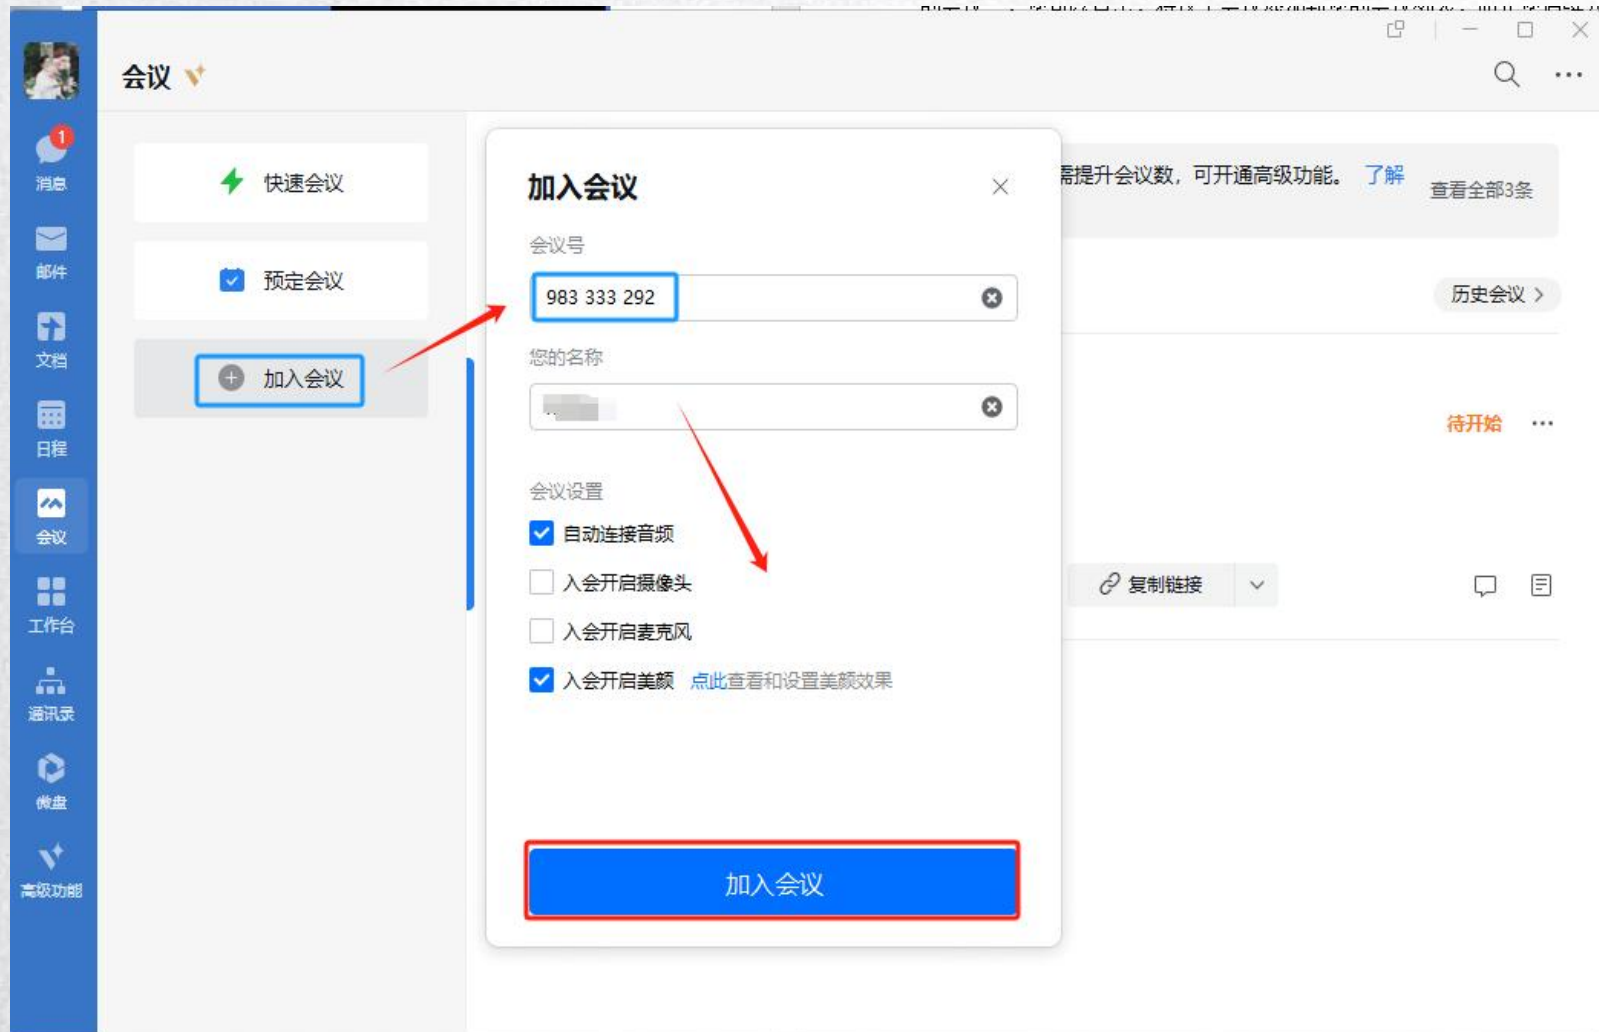 会议
1
消息
邮件
文档
日程
会议
工作台
通讯录
微盘
高级功能
快速会议
预定会议
加入会议
加入会议
会议号
983 333 292
您的名称
会议设置
自动连接音频
入会开启摄像头
入会开启麦克风
入会开启美颜 点此查看和设置美颜效果
加入会议
需提升会议数，可开通高级功能。 了解
查看全部3条
历史会议
待开始
复制链接